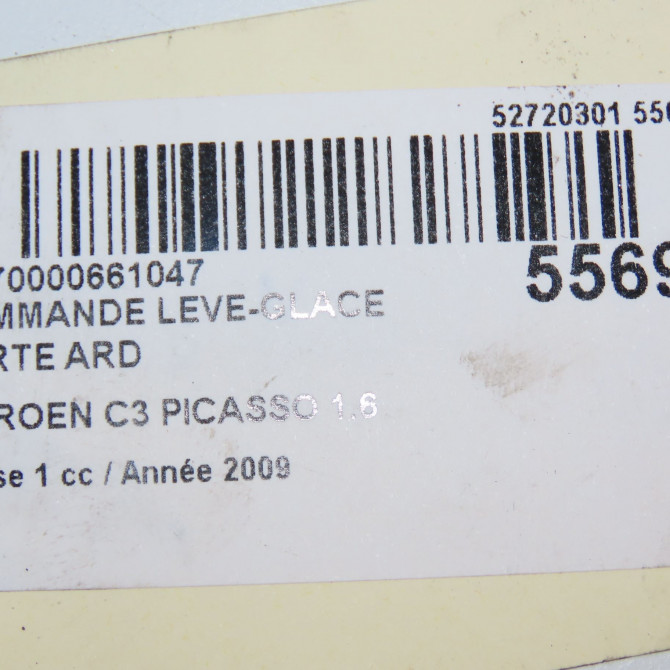 52720301 556
70000661047
5569
MMANDE LEVE-GLACE
RTE ARD
ROEN C3 PICASSO 1.6
se 1 cc / Année 2009